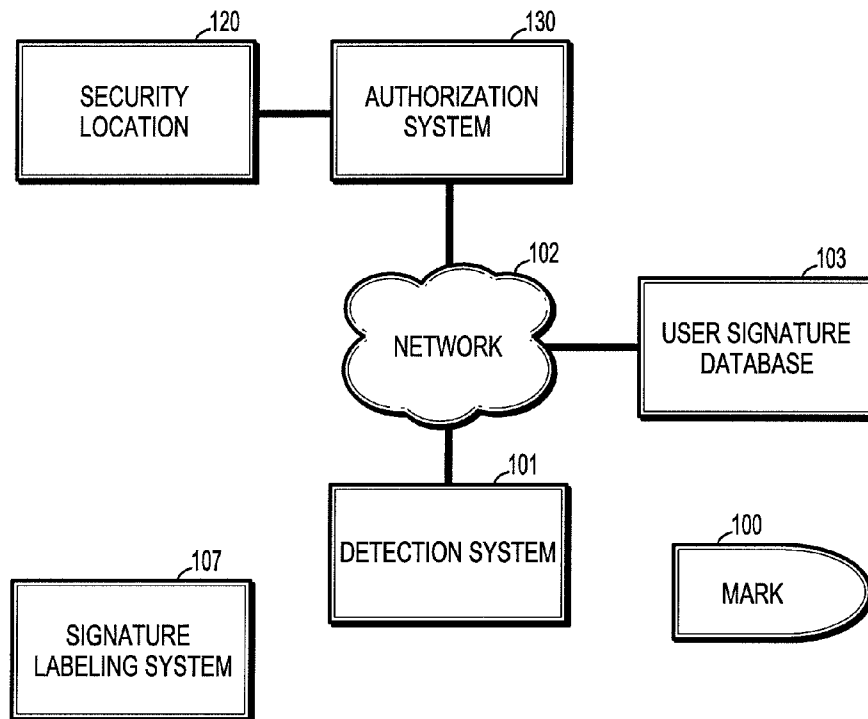 120
SECURITY
LOCATION
130
AUTHORIZATION
SYSTEM
102
NETWORK
103
USER SIGNATURE
DATABASE
101
DETECTION SYSTEM
100
MARK
107
SIGNATURE
LABELING SYSTEM